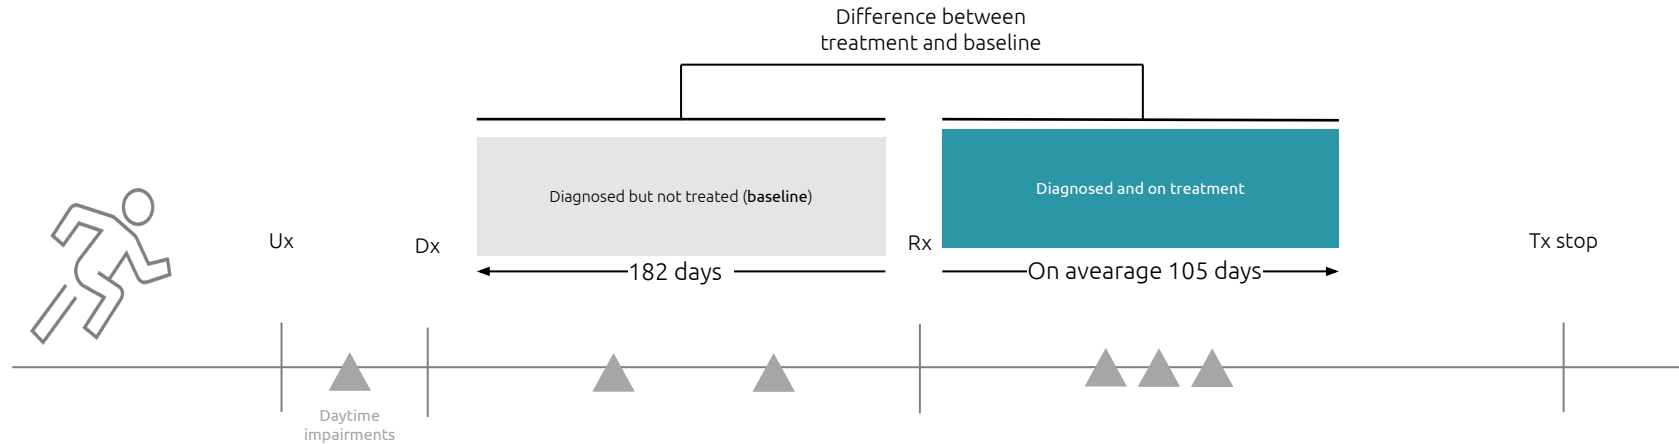 Difference between
treatment and baseline
Diagnosed but not treated (baseline)
Diagnosed and on treatment
Ux
Dx
Rx
Tx stop
182 days
On avearage 105 days
Daytime
impairments